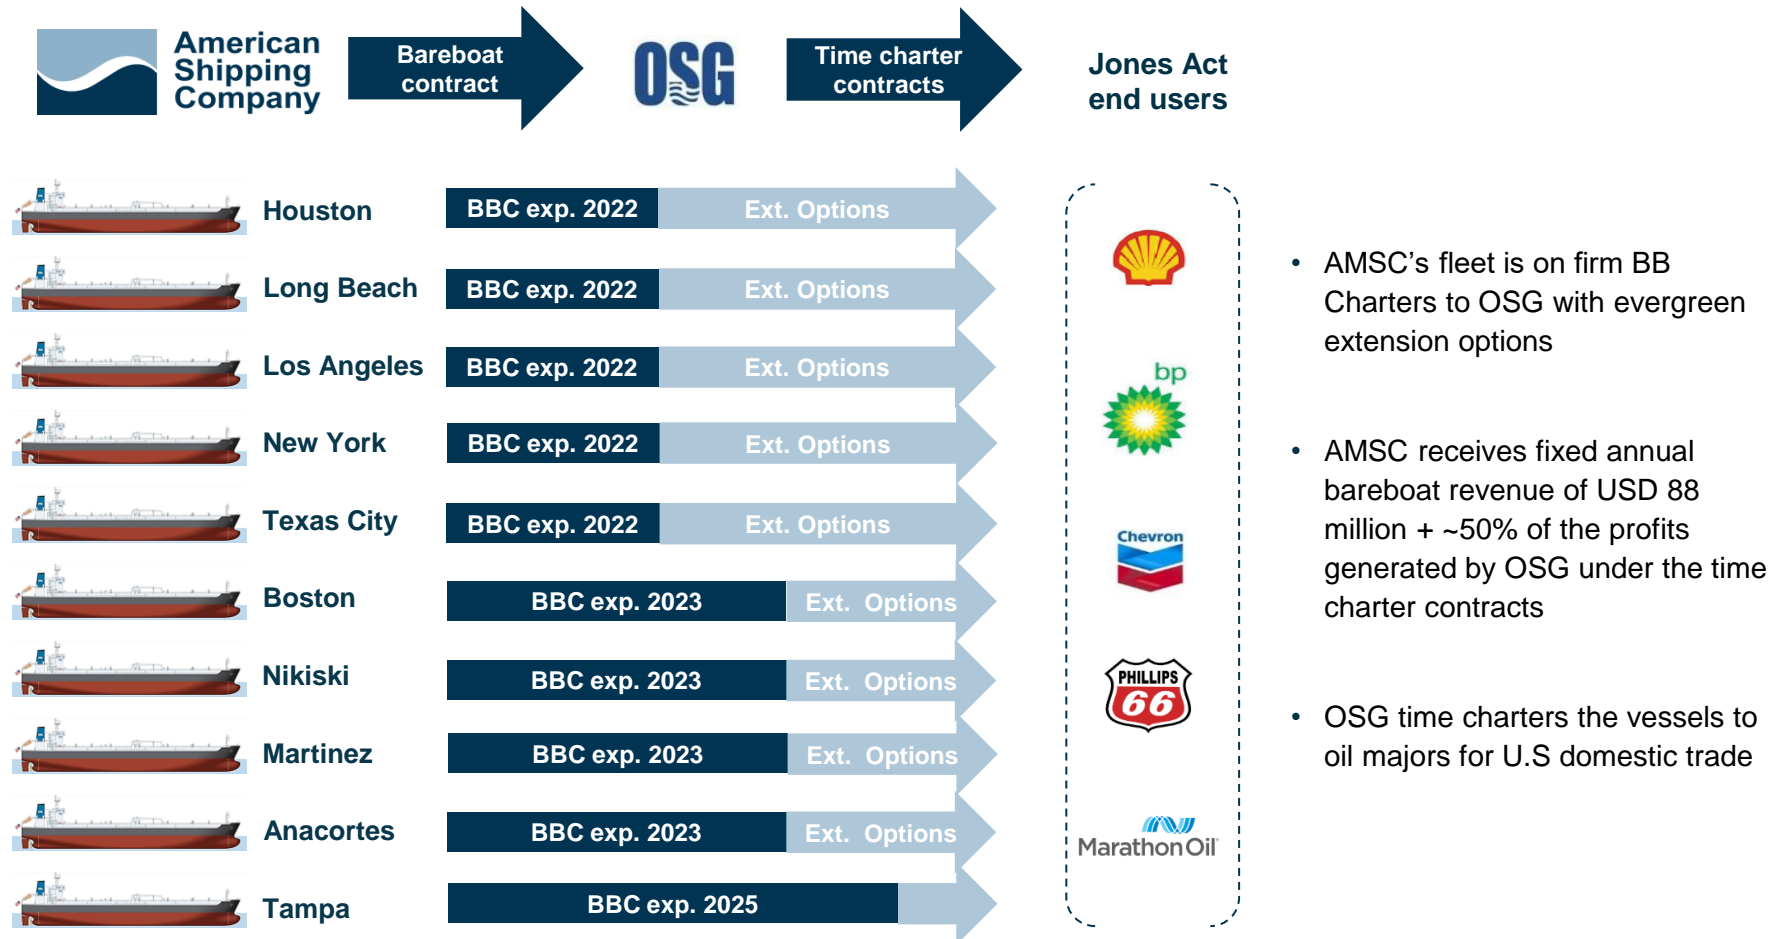 American
Shipping
Company
Bareboat
contract
OSG
Time charter
contracts
Jones Act
end users
Houston
BBC exp. 2022
Ext. Options
Long Beach
BBC exp. 2022
Ext. Options
Los Angeles
BBC exp. 2022
Ext. Options
New York
BBC exp. 2022
Ext. Options
Texas City
BBC exp. 2022
Ext. Options
Boston
BBC exp. 2023
Ext. Options
Nikiski
BBC exp. 2023
Ext. Options
Martinez
BBC exp. 2023
Ext. Options
Anacortes
BBC exp. 2023
Ext. Options
Tampa
BBC exp. 2025
bp
Chevron
PHILLIPS
66
Marathon Oil
• AMSC’s fleet is on firm BB
Charters to OSG with evergreen
extension options
• AMSC receives fixed annual
bareboat revenue of USD 88
million + ~50% of the profits
generated by OSG under the time
charter contracts
• OSG time charters the vessels to
oil majors for U.S domestic trade